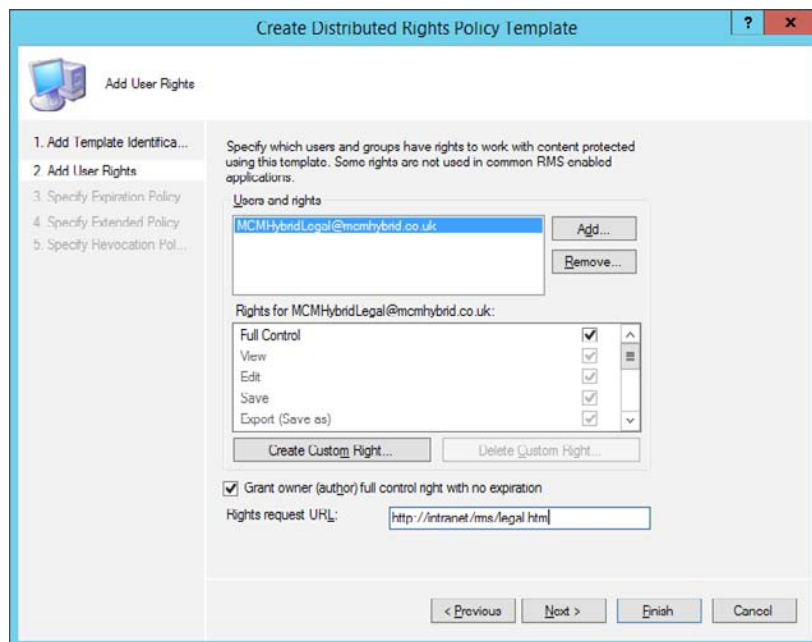 Create Distributed Rights Policy Template
? x
Add User Rights
1. Add Template Identifica...
2. Add User Rights
3. Specify Expiration Policy
4. Specify Extended Policy
5. Specify Revocation Pol...
Specify which users and groups have rights to work with content protected
using this template. Some rights are not used in common RMS enabled
applications.
Users and rights
MCMHybridLegal@mcmhybrid.co.uk
Add...
Remove...
Rights for MCMHybridLegal@mcmhybrid.co.uk:
Full Control
View
Edit
Save
Export (Save as)
Create Custom Right...
Delete Custom Right...
Grant owner (author) full control right with no expiration
Rights request URL:
http://intranet/rms/legal.htm
< Previous
Next >
Finish
Cancel